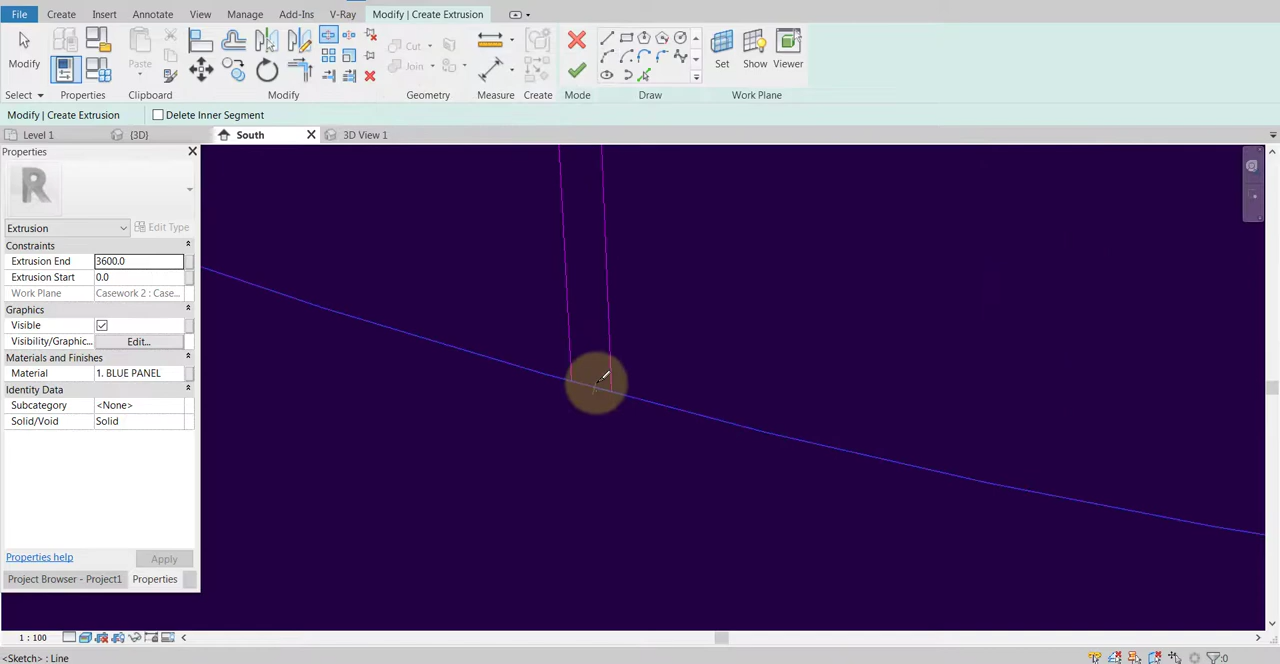 File Create Insert Annotate View Manage Add-Ins V-Ray Modify | Create Extrusion
Modify Paste Cut Join Set Show Viewer
Select Properties Clipboard Modify Geometry Measure Create Mode Draw Work Plane
Modify | Create Extrusion Delete Inner Segment
Level 1 {3D} South 3D View 1
Properties
R
Extrusion Edit Type
Constraints
Extrusion End 3600.0
Extrusion Start 0.0
Work Plane Casework 2 : Case...
Graphics
Visible
Visibility/Graphic... Edit...
Materials and Finishes
Material 1. BLUE PANEL
Identity Data
Subcategory <None>
Solid/Void Solid
Properties help Apply
Project Browser - Project1 Properties
1 : 100
<Sketch> : Line :0